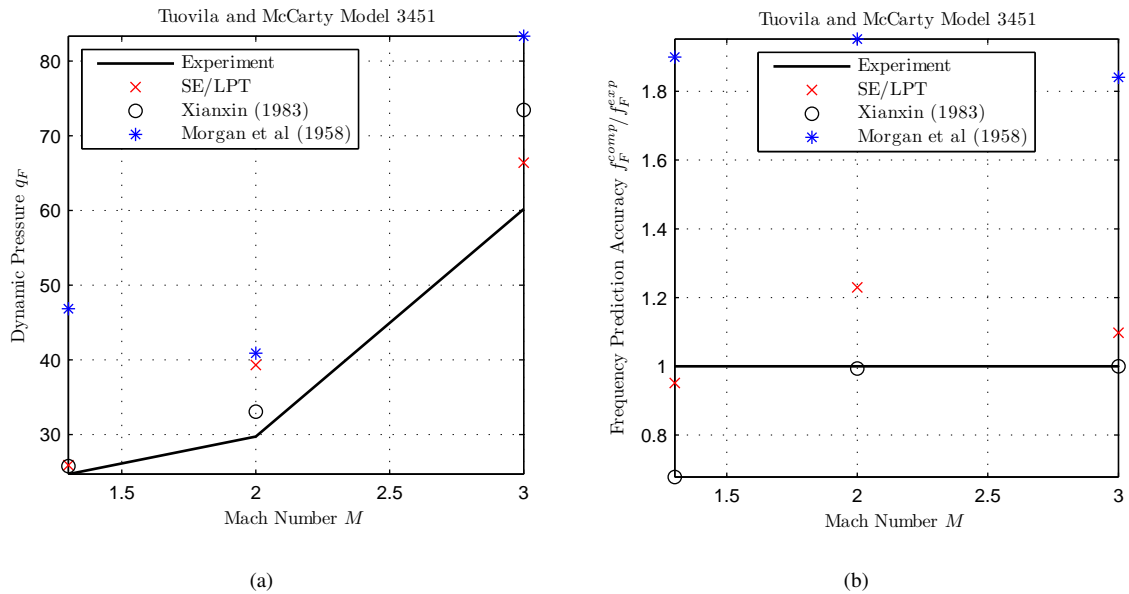 Tuovila and McCarty Model 3451
80
70
60
50
40
30
1.5
2
2.5
3
Dynamic Pressure q_F
Mach Number M
Experiment
SE/LPT
Xianxin (1983)
Morgan et al (1958)
(a)
Tuovila and McCarty Model 3451
1.8
1.6
1.4
1.2
1
0.8
1.5
2
2.5
3
Frequency Prediction Accuracy f_F^{comp}/f_F^{exp}
Mach Number M
Experiment
SE/LPT
Xianxin (1983)
Morgan et al (1958)
(b)